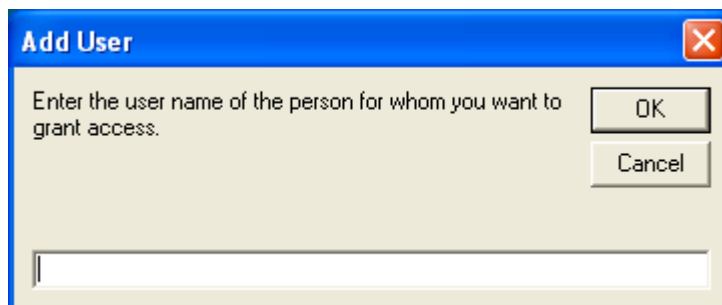 Add User
Enter the user name of the person for whom you want to
grant access.
OK
Cancel